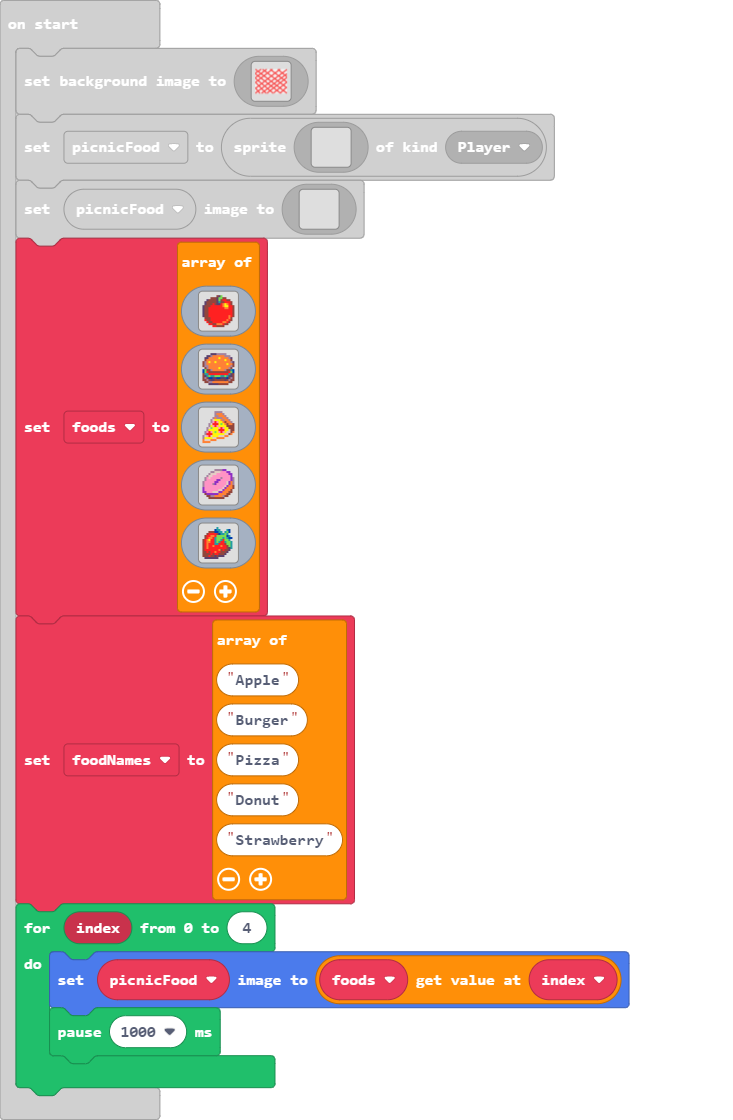 on start
set background image to
set picnicFood to sprite of kind Player
set picnicFood image to
array of
set foods to
array of
"Apple"
"Burger"
"Pizza"
set foodNames to
"Donut"
"Strawberry"
for index from 0 to 4
do
set picnicFood image to foods get value at index
pause 1000 ms